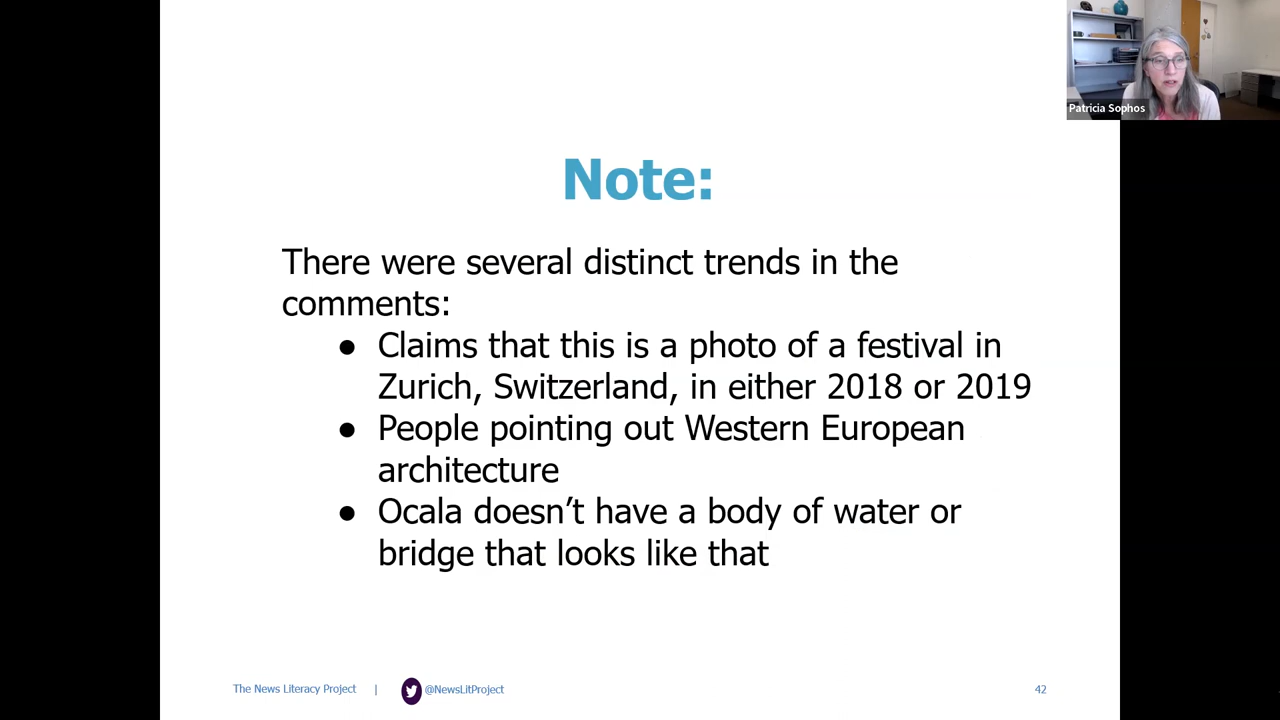 Patricia Sophos
Note:
There were several distinct trends in the
comments:
● Claims that this is a photo of a festival in
Zurich, Switzerland, in either 2018 or 2019
● People pointing out Western European
architecture
● Ocala doesn’t have a body of water or
bridge that looks like that
The News Literacy Project | @NewsLitProject 42